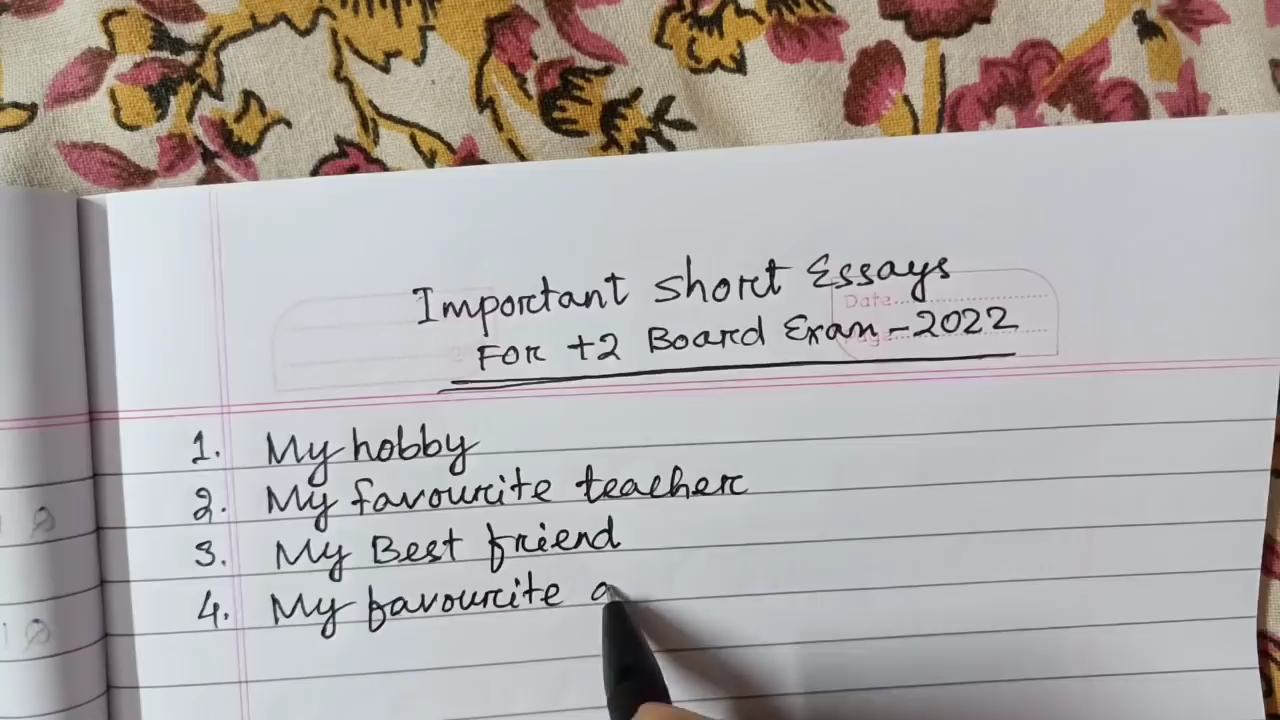 Important Short Essays
Date
For +2 Board Exam - 2022
1. My hobby
2. My favourite teacher
3. My Best friend
4. My favourite